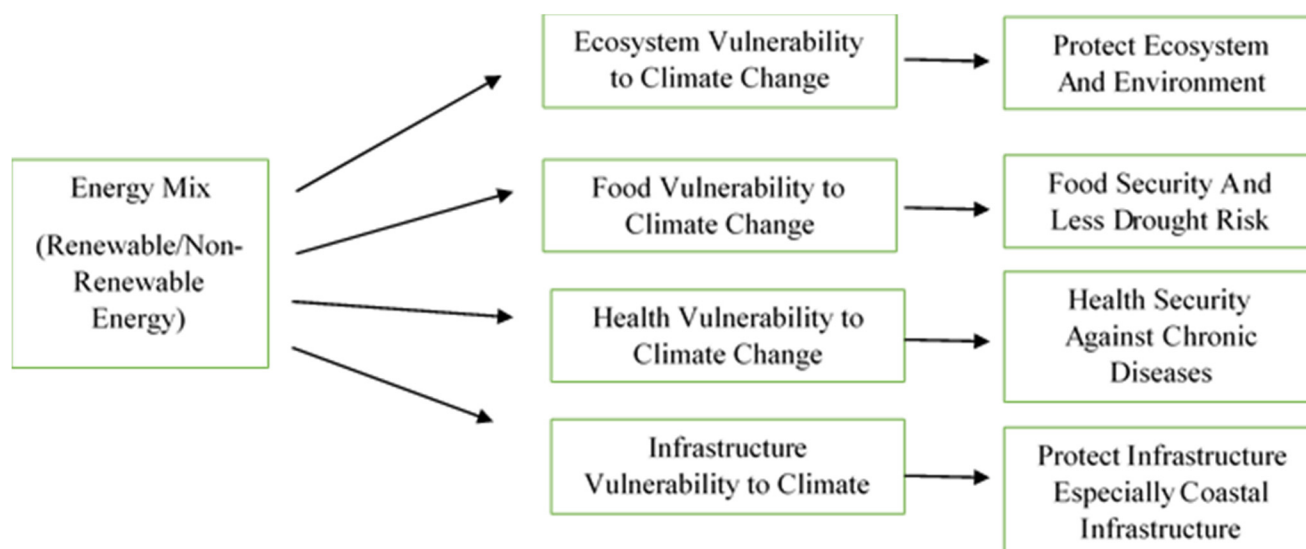 Energy Mix
(Renewable/Non-
Renewable
Energy)
Ecosystem Vulnerability
to Climate Change
Protect Ecosystem
And Environment
Food Vulnerability to
Climate Change
Food Security And
Less Drought Risk
Health Vulnerability to
Climate Change
Health Security
Against Chronic
Diseases
Infrastructure
Vulnerability to Climate
Protect Infrastructure
Especially Coastal
Infrastructure